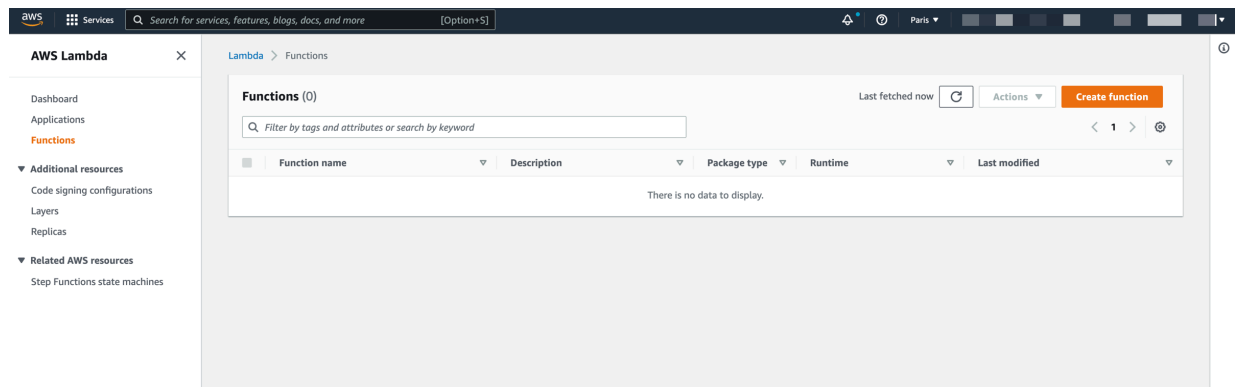 aws Services Search for services, features, blogs, docs, and more [Option+S] Paris
AWS Lambda
Dashboard
Applications
Functions
Additional resources
Code signing configurations
Layers
Replicas
Related AWS resources
Step Functions state machines
Lambda > Functions
Functions (0) Last fetched now Actions Create function
Filter by tags and attributes or search by keyword < 1 >
Function name Description Package type Runtime Last modified
There is no data to display.